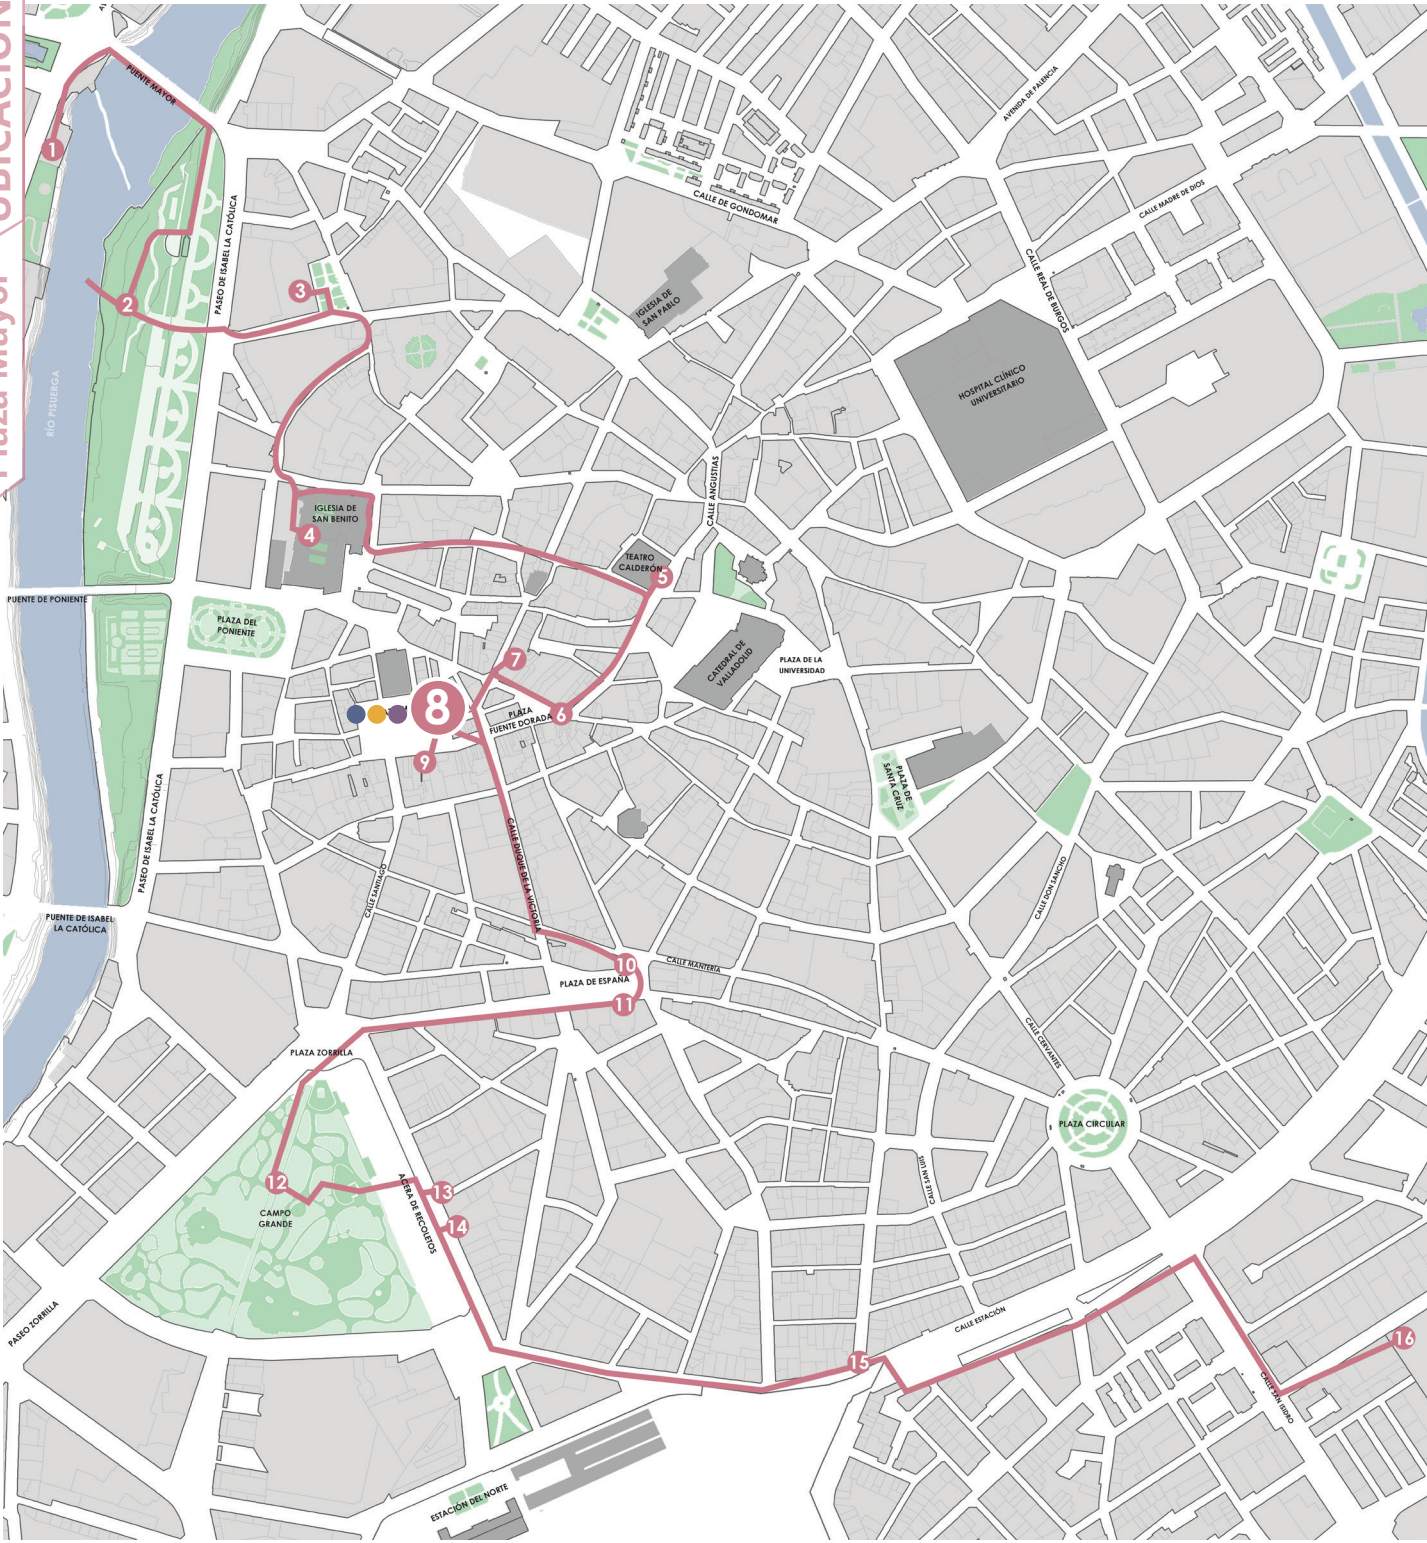 UBICACIÓN
Plaza Mayor
PUENTE MAYOR
1
AVENIDA DE PALENCIA
CALLE MADRE DE DIOS
CALLE DE GONDOMAR
PASEO DE ISABEL LA CATÓLICA
CALLE REAL DE BURGOS
2
3
IGLESIA DE
SAN PABLO
HOSPITAL CLÍNICO
UNIVERSITARIO
RÍO PISUERGA
CALLE ANGUSTIAS
IGLESIA DE
SAN BENITO
4
TEATRO
CALDERÓN
5
PUENTE DE PONIENTE
PLAZA DEL
PONIENTE
CATEDRAL DE
VALLADOLID
PLAZA DE LA
UNIVERSIDAD
7
8
PLAZA
FUENTE DORADA
6
9
PLAZA DE
SANTA CRUZ
PASEO DE ISABEL LA CATÓLICA
CALLE SANTIAGO
CALLE DUQUE DE LA VICTORIA
CALLE DON SANCHO
PUENTE DE ISABEL
LA CATÓLICA
10
CALLE MANTERÍA
PLAZA DE ESPAÑA
11
CALLE CERVANTES
PLAZA ZORRILLA
PLAZA CIRCULAR
12
CAMPO
GRANDE
ACERA DE RECOLETOS
13
14
CALLE SAN LUIS
PASEO ZORRILLA
CALLE ESTACIÓN
15
16
CALLE SAN ISIDRO
ESTACIÓN DEL NORTE